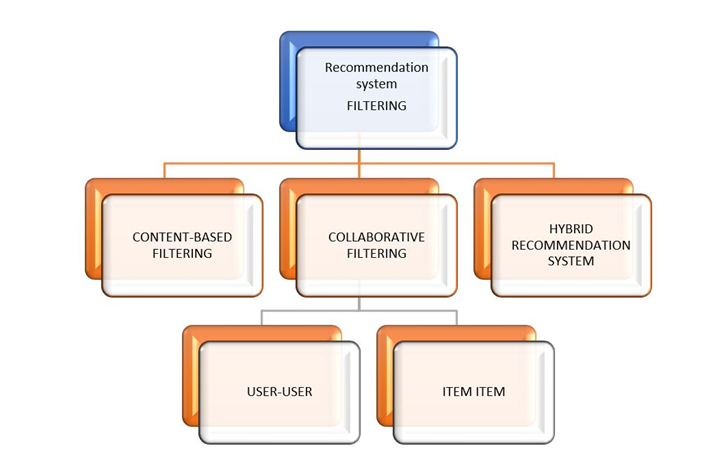 Recommendation
system
FILTERING
CONTENT-BASED
FILTERING
COLLABORATIVE
FILTERING
HYBRID
RECOMMENDATION
SYSTEM
USER-USER
ITEM ITEM